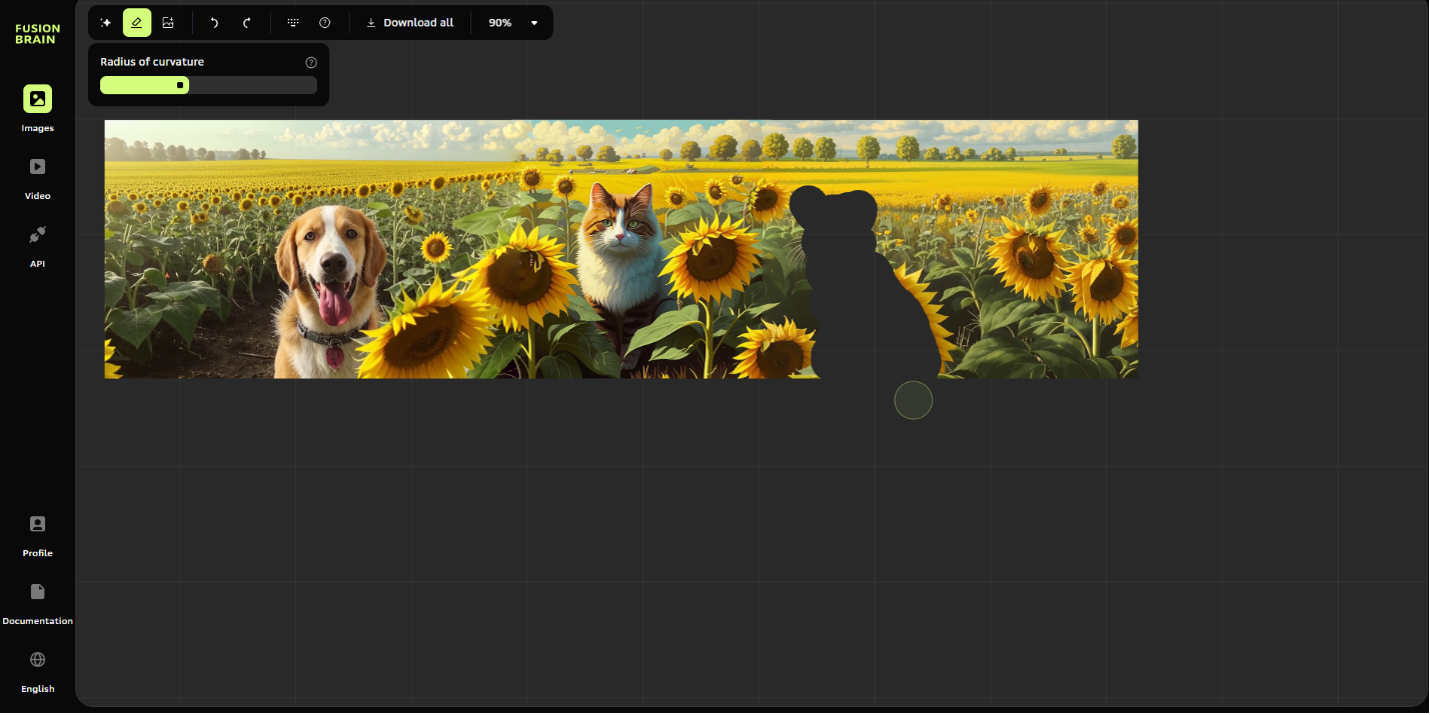 FUSION
BRAIN
Download all
90%
Radius of curvature
Images
Video
API
Profile
Documentation
English